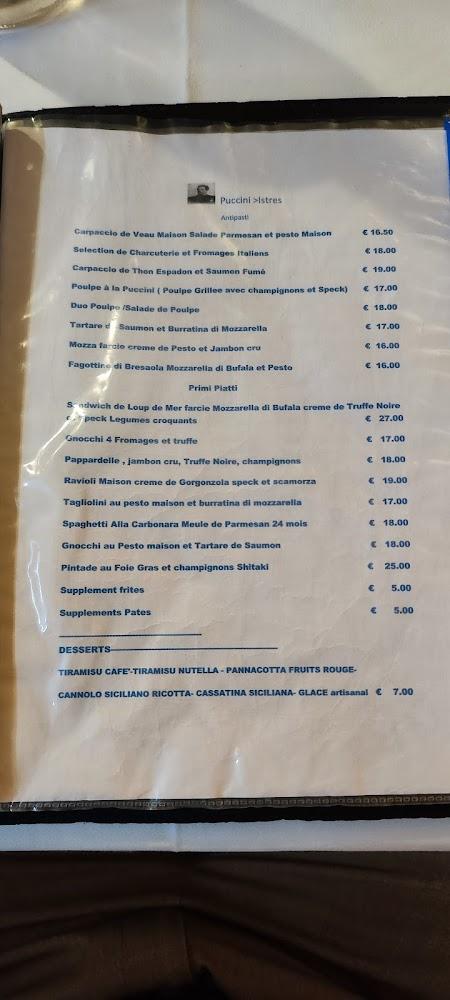 Puccini >Istres
Antipasti
Carpaccio de Veau Maison Salade Parmesan et pesto Maison € 16.50
Selection de Charcuterie et Fromages Italiens € 18.00
Carpaccio de Thon Espadon et Saumon Fumé € 19.00
Poulpe à la Puccini ( Poulpe Grillee avec champignons et Speck) € 17.00
Duo Poulpe /Salade de Poulpe € 18.00
Tartare de Saumon et Burratina di Mozzarella € 17.00
Mozza farcie creme de Pesto et Jambon cru € 16.00
Fagottine di Bresaola Mozzarella di Bufala et Pesto € 16.00
Primi Piatti
Sandwich de Loup de Mer farcie Mozzarella di Bufala creme de Truffe Noire
Speck Legumes croquants € 27.00
Gnocchi 4 Fromages et truffe € 17.00
Pappardelle , jambon cru, Truffe Noire, champignons € 18.00
Ravioli Maison creme de Gorgonzola speck et scamorza € 19.00
Tagliolini au pesto maison et burratina di mozzarella € 17.00
Spaghetti Alla Carbonara Meule de Parmesan 24 mois € 18.00
Gnocchi au Pesto maison et Tartare de Saumon € 18.00
Pintade au Foie Gras et champignons Shitaki € 25.00
Supplement frites € 5.00
Supplements Pates € 5.00
DESSERTS
TIRAMISU CAFE'-TIRAMISU NUTELLA - PANNACOTTA FRUITS ROUGE-
CANNOLO SICILIANO RICOTTA- CASSATINA SICILIANA- GLACE artisanal € 7.00